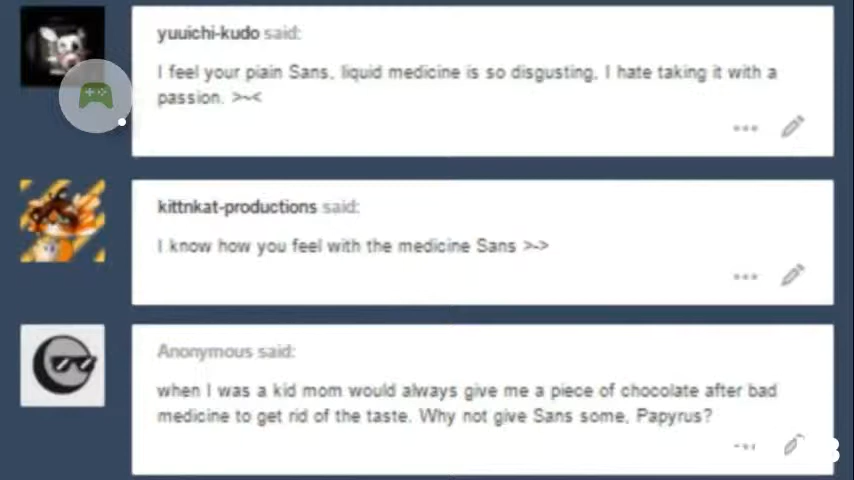 yuuichi-kudo said:
I feel your piain Sans, liquid medicine is so disgusting, I hate taking it with a
passion. >~<
kittnkat-productions said:
I know how you feel with the medicine Sans >~>
Anonymous said:
when I was a kid mom would always give me a piece of chocolate after bad
medicine to get rid of the taste. Why not give Sans some, Papyrus?